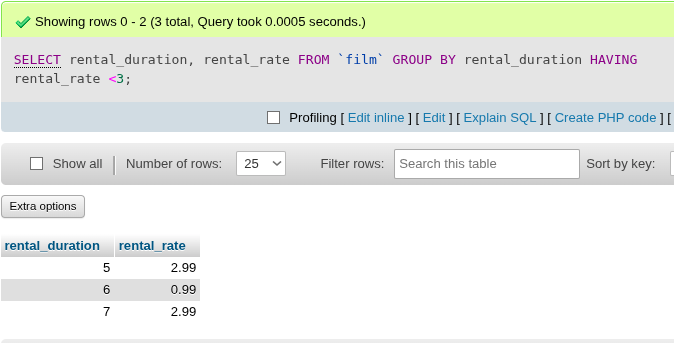 Showing rows 0 - 2 (3 total, Query took 0.0005 seconds.)
SELECT rental_duration, rental_rate FROM `film` GROUP BY rental_duration HAVING
rental_rate <3;
Profiling [ Edit inline ] [ Edit ] [ Explain SQL ] [ Create PHP code ] [
Show all | Number of rows: 25 Filter rows: Search this table Sort by key:
Extra options
rental_duration rental_rate
5 2.99
6 0.99
7 2.99